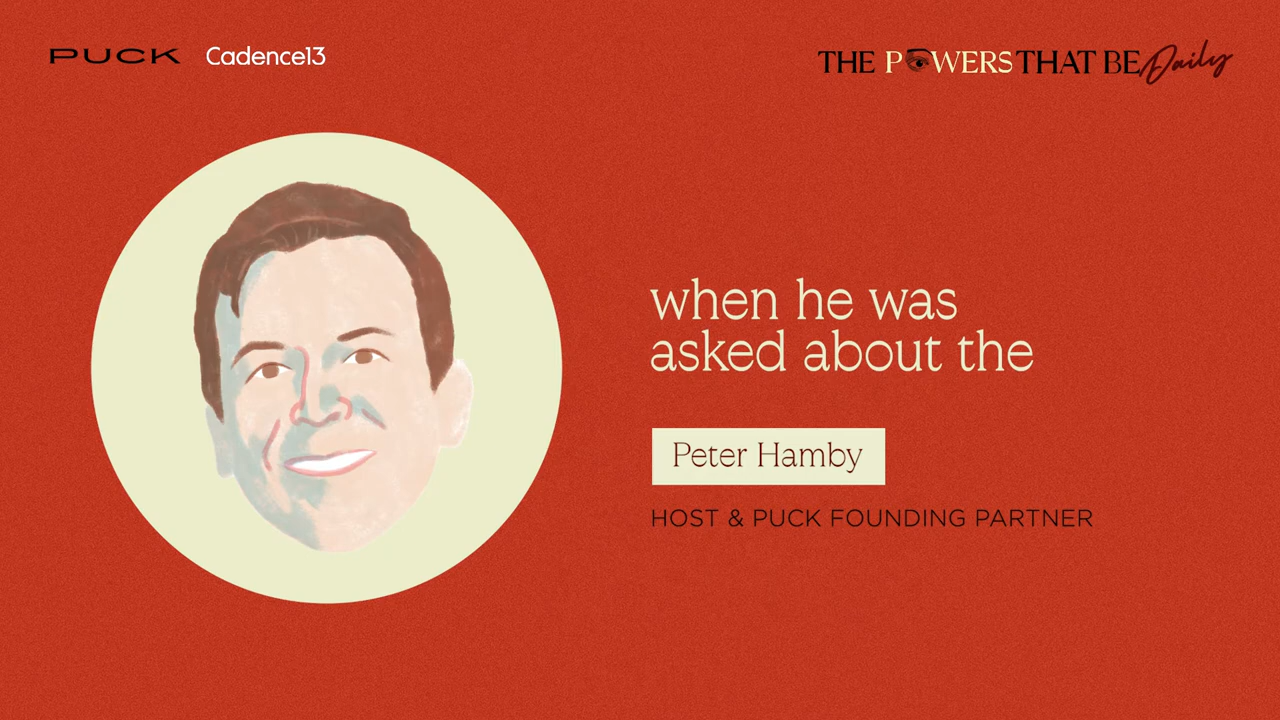 PUCK Cadence13
THE POWERS THAT BE Daily
when he was
asked about the
Peter Hamby
HOST & PUCK FOUNDING PARTNER